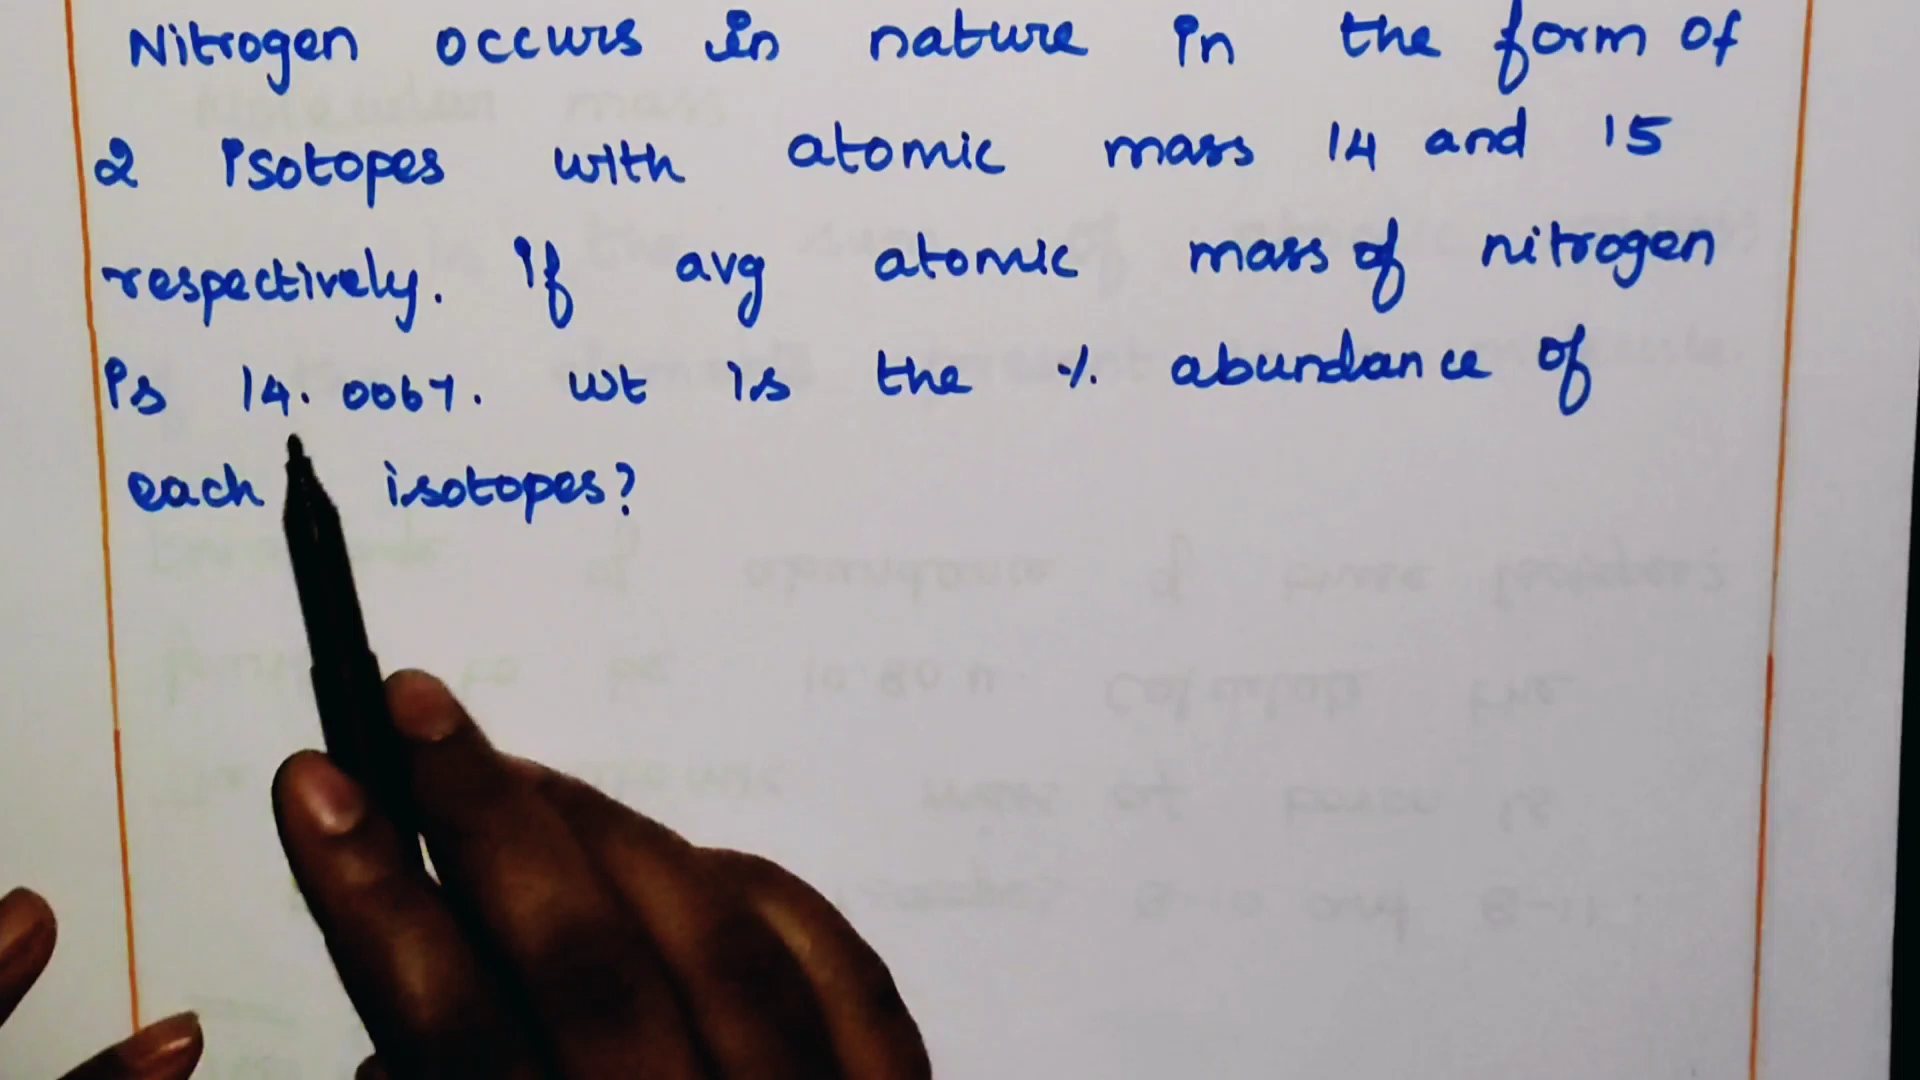 Nitrogen occurs in nature in the form of
2 isotopes with atomic mass 14 and 15
respectively. If avg atomic mass of nitrogen
is 14.0067. wt is the % abundance of
each isotopes?